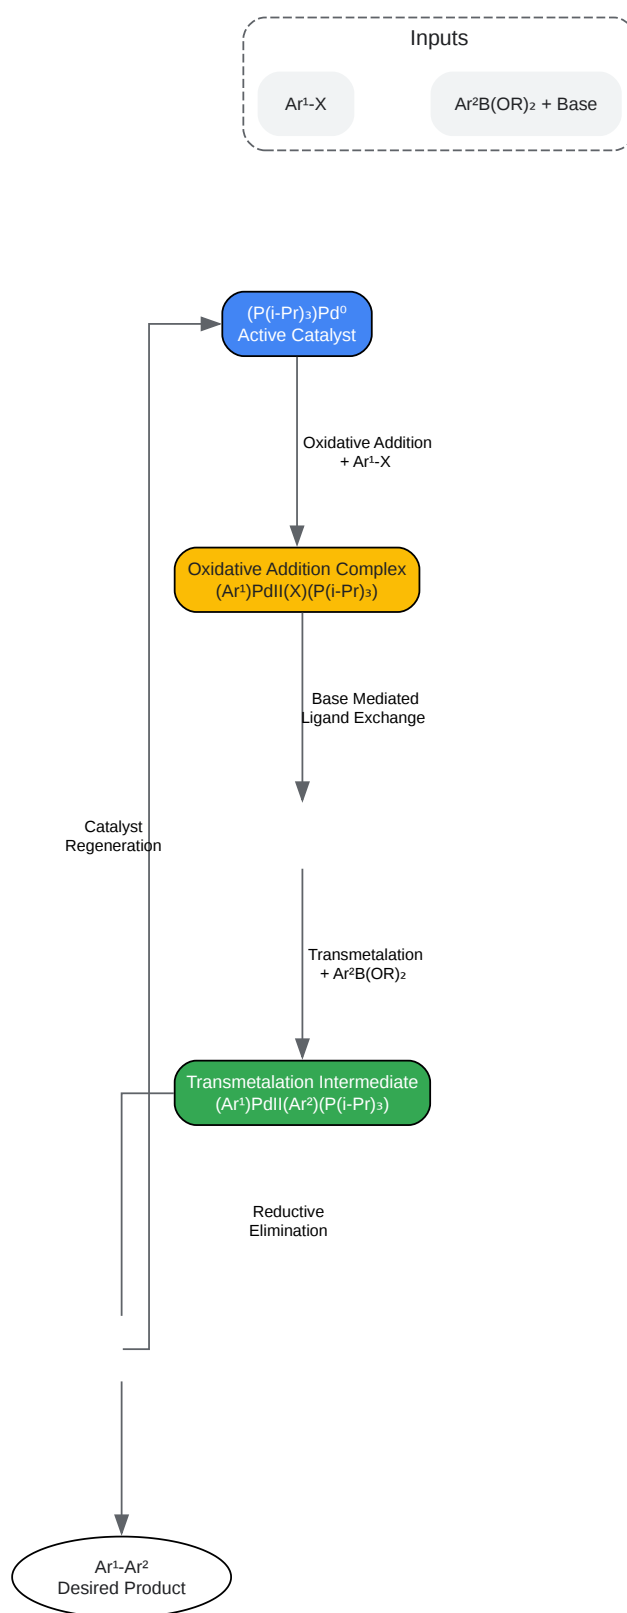 Inputs
Ar¹-X
Ar²B(OR)₂ + Base
(P(i-Pr)₃)Pd⁰
Active Catalyst
Oxidative Addition
+ Ar¹-X
Oxidative Addition Complex
(Ar¹)PdII(X)(P(i-Pr)₃)
Base Mediated
Ligand Exchange
Catalyst
Regeneration
Transmetalation
+ Ar²B(OR)₂
Transmetalation Intermediate
(Ar¹)PdII(Ar²)(P(i-Pr)₃)
Reductive
Elimination
Ar¹-Ar²
Desired Product